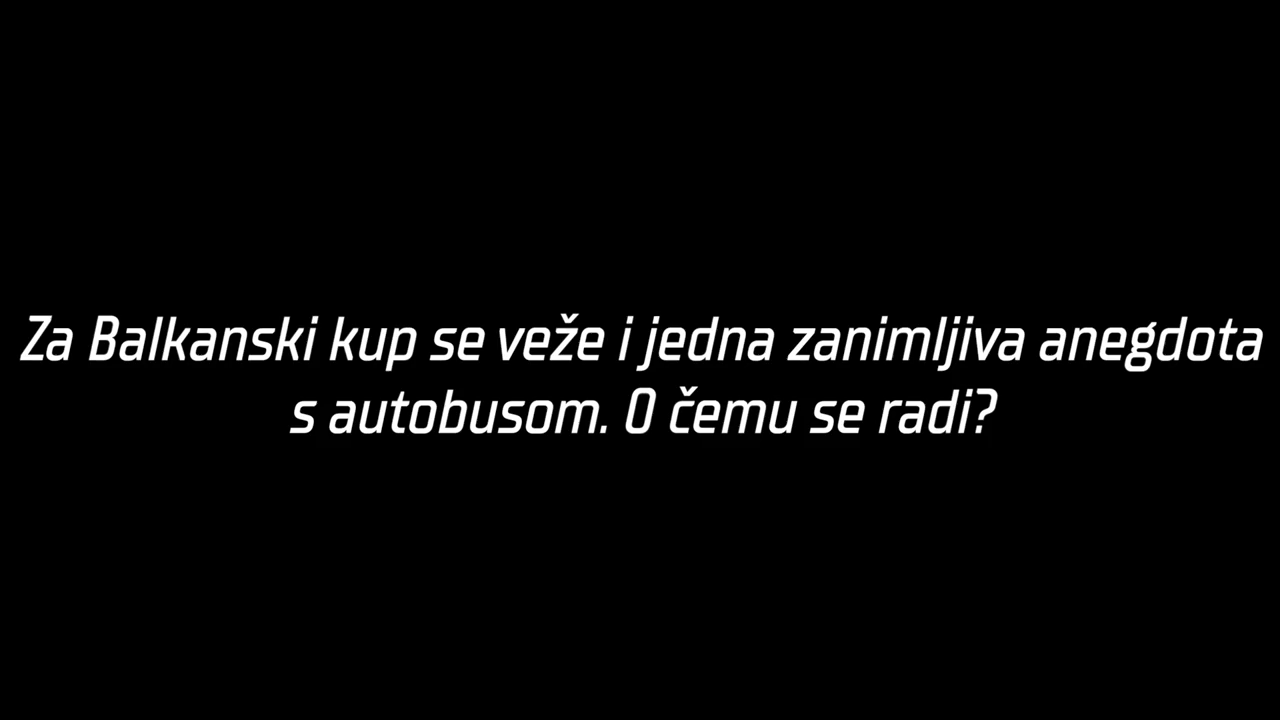 Za Balkanski kup se veže i jedna zanimljiva anegdota
s autobusom. O čemu se radi?